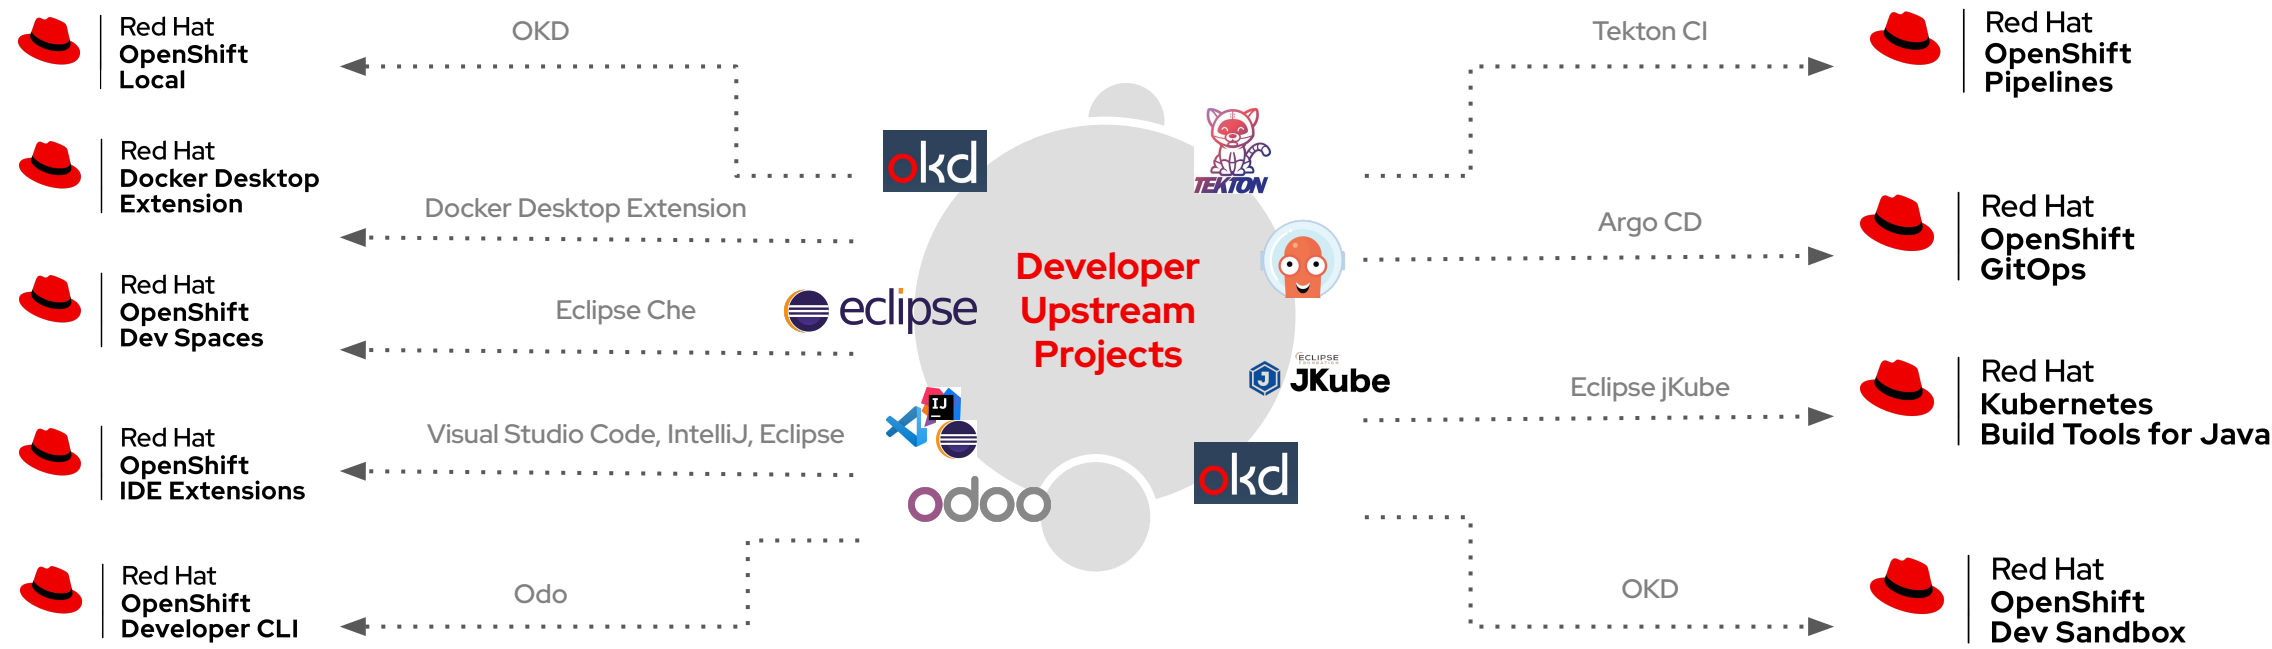 Red Hat
OpenShift
Local
OKD
Red Hat
Docker Desktop
Extension
Docker Desktop Extension
Red Hat
OpenShift
Dev Spaces
Eclipse Che
Red Hat
OpenShift
IDE Extensions
Visual Studio Code, IntelliJ, Eclipse
Red Hat
OpenShift
Developer CLI
Odo
okd
eclipse
IJ
odoo
Developer
Upstream
Projects
TEKTON
ECLIPSE
FOUNDATION
J
JKube
okd
Tekton CI
Red Hat
OpenShift
Pipelines
Argo CD
Red Hat
OpenShift
GitOps
Eclipse jKube
Red Hat
Kubernetes
Build Tools for Java
OKD
Red Hat
OpenShift
Dev Sandbox